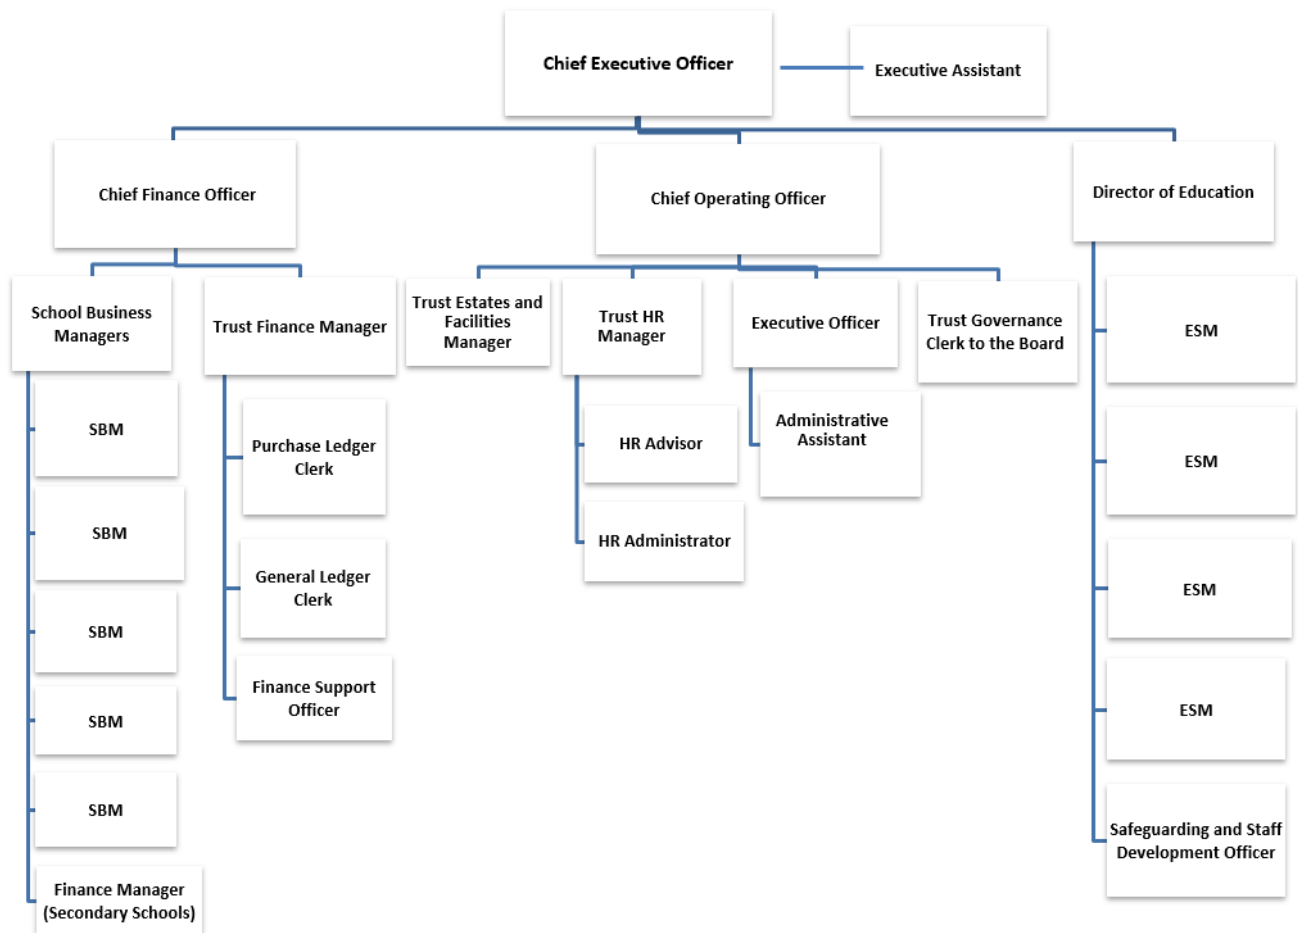 Chief Executive Officer
Executive Assistant
Chief Finance Officer
Chief Operating Officer
Director of Education
School Business
Managers
Trust Finance Manager
Trust Estates and
Facilities
Manager
Trust HR
Manager
Executive Officer
Trust Governance
Clerk to the Board
SBM
SBM
SBM
SBM
SBM
Finance Manager
(Secondary Schools)
Purchase Ledger
Clerk
General Ledger
Clerk
Finance Support
Officer
HR Advisor
HR Administrator
Administrative
Assistant
ESM
ESM
ESM
ESM
Safeguarding and Staff
Development Officer